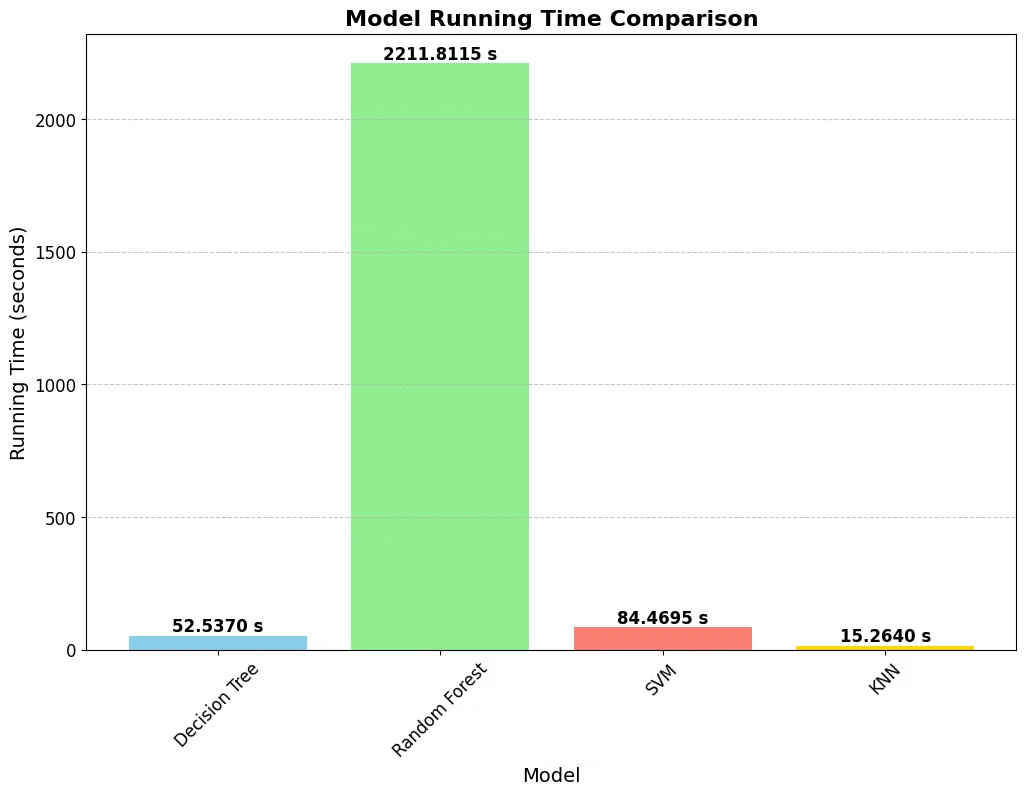 Model Running Time Comparison
2211.8115 s
2000
1500
1000
500
0
Running Time (seconds)
52.5370 s
84.4695 s
15.2640 s
Decision Tree
Random Forest
SVM
KNN
Model